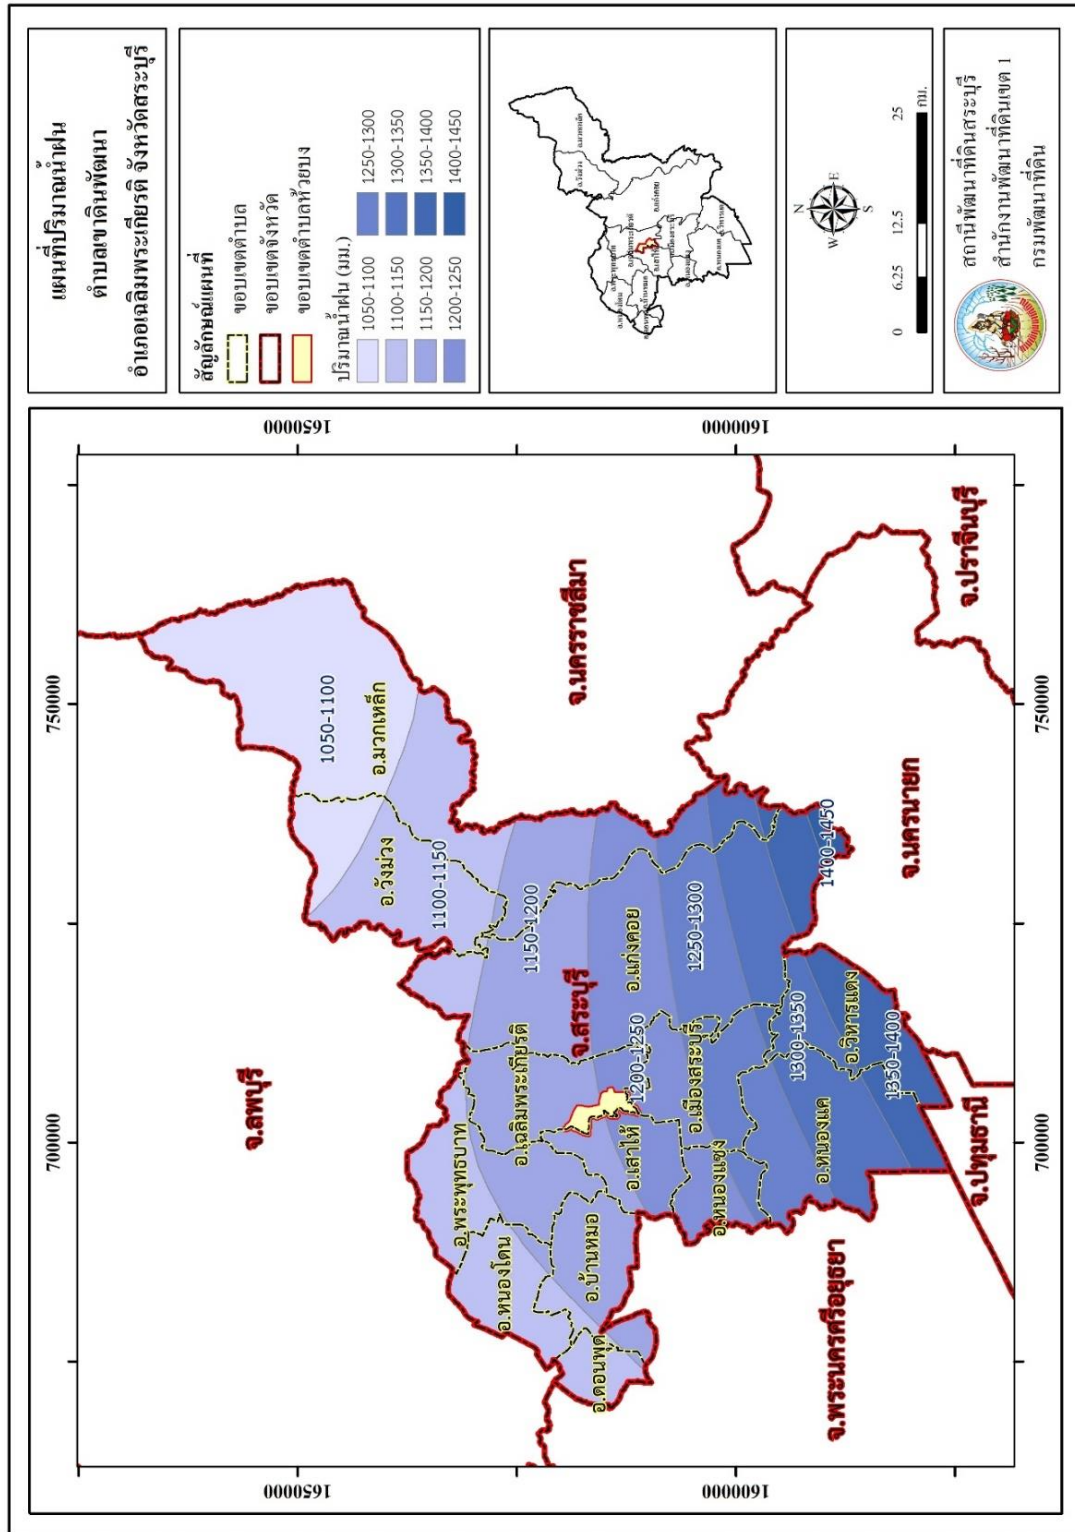 แผนที่ปริมาณน้ำฝน
ตำบลเขาดินพัฒนา
อำเภอเฉลิมพระเกียรติ จังหวัดสระบุรี
สัญลักษณ์แผนที่
ขอบเขตตำบล
ขอบเขตจังหวัด
ขอบเขตตำบลห้วยบง
ปริมาณน้ำฝน (มม.)
1050-1100
1100-1150
1150-1200
1200-1250
1250-1300
1300-1350
1350-1400
1400-1450
N
W E
S
0 6.25 12.5 25
กม.
สถานีพัฒนาที่ดินสระบุรี
สำนักงานพัฒนาที่ดินเขต 1
กรมพัฒนาที่ดิน
700000 750000
1650000 1650000
จ.ลพบุรี
1050-1100
อ.มวกเหล็ก
อ.วังม่วง
1100-1150
อ.พระพุทธบาท
อ.หนองโดน
อ.เฉลิมพระเกียรติ
1150-1200
จ.นครราชสีมา
จ.สระบุรี
อ.ดอนพุด
อ.บ้านหมอ
อ.เสาไห้
1200-1250
อ.แก่งคอย
อ.เมืองสระบุรี
1250-1300
อ.หนองแซง
1600000 1600000
1300-1350
อ.หนองแค
อ.วิหารแดง
1400-1450
1350-1400
จ.พระนครศรีอยุธยา
จ.นครนายก
จ.ปราจีนบุรี
จ.ปทุมธานี
700000 750000